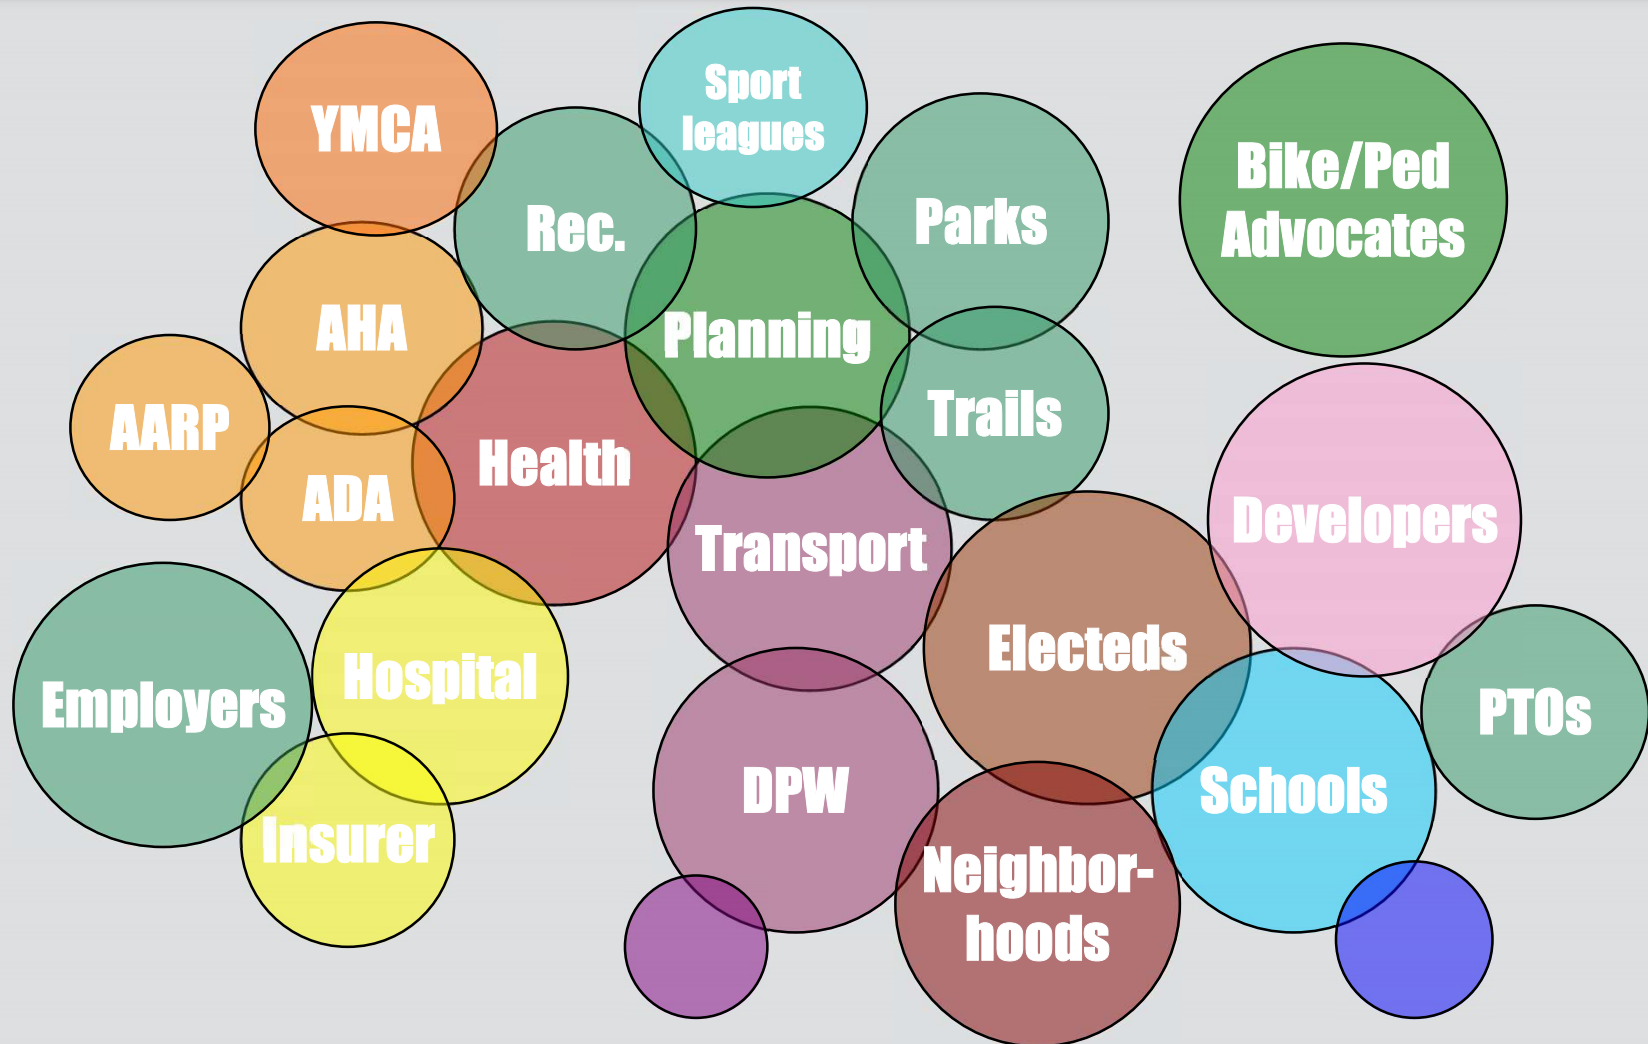 YMCA
Sport
leagues
Rec.
Parks
Bike/Ped
Advocates
AHA
Planning
AARP
Trails
ADA
Health
Developers
Transport
Employers
Hospital
Electeds
PTOs
DPW
Schools
Insurer
Neighbor-
hoods